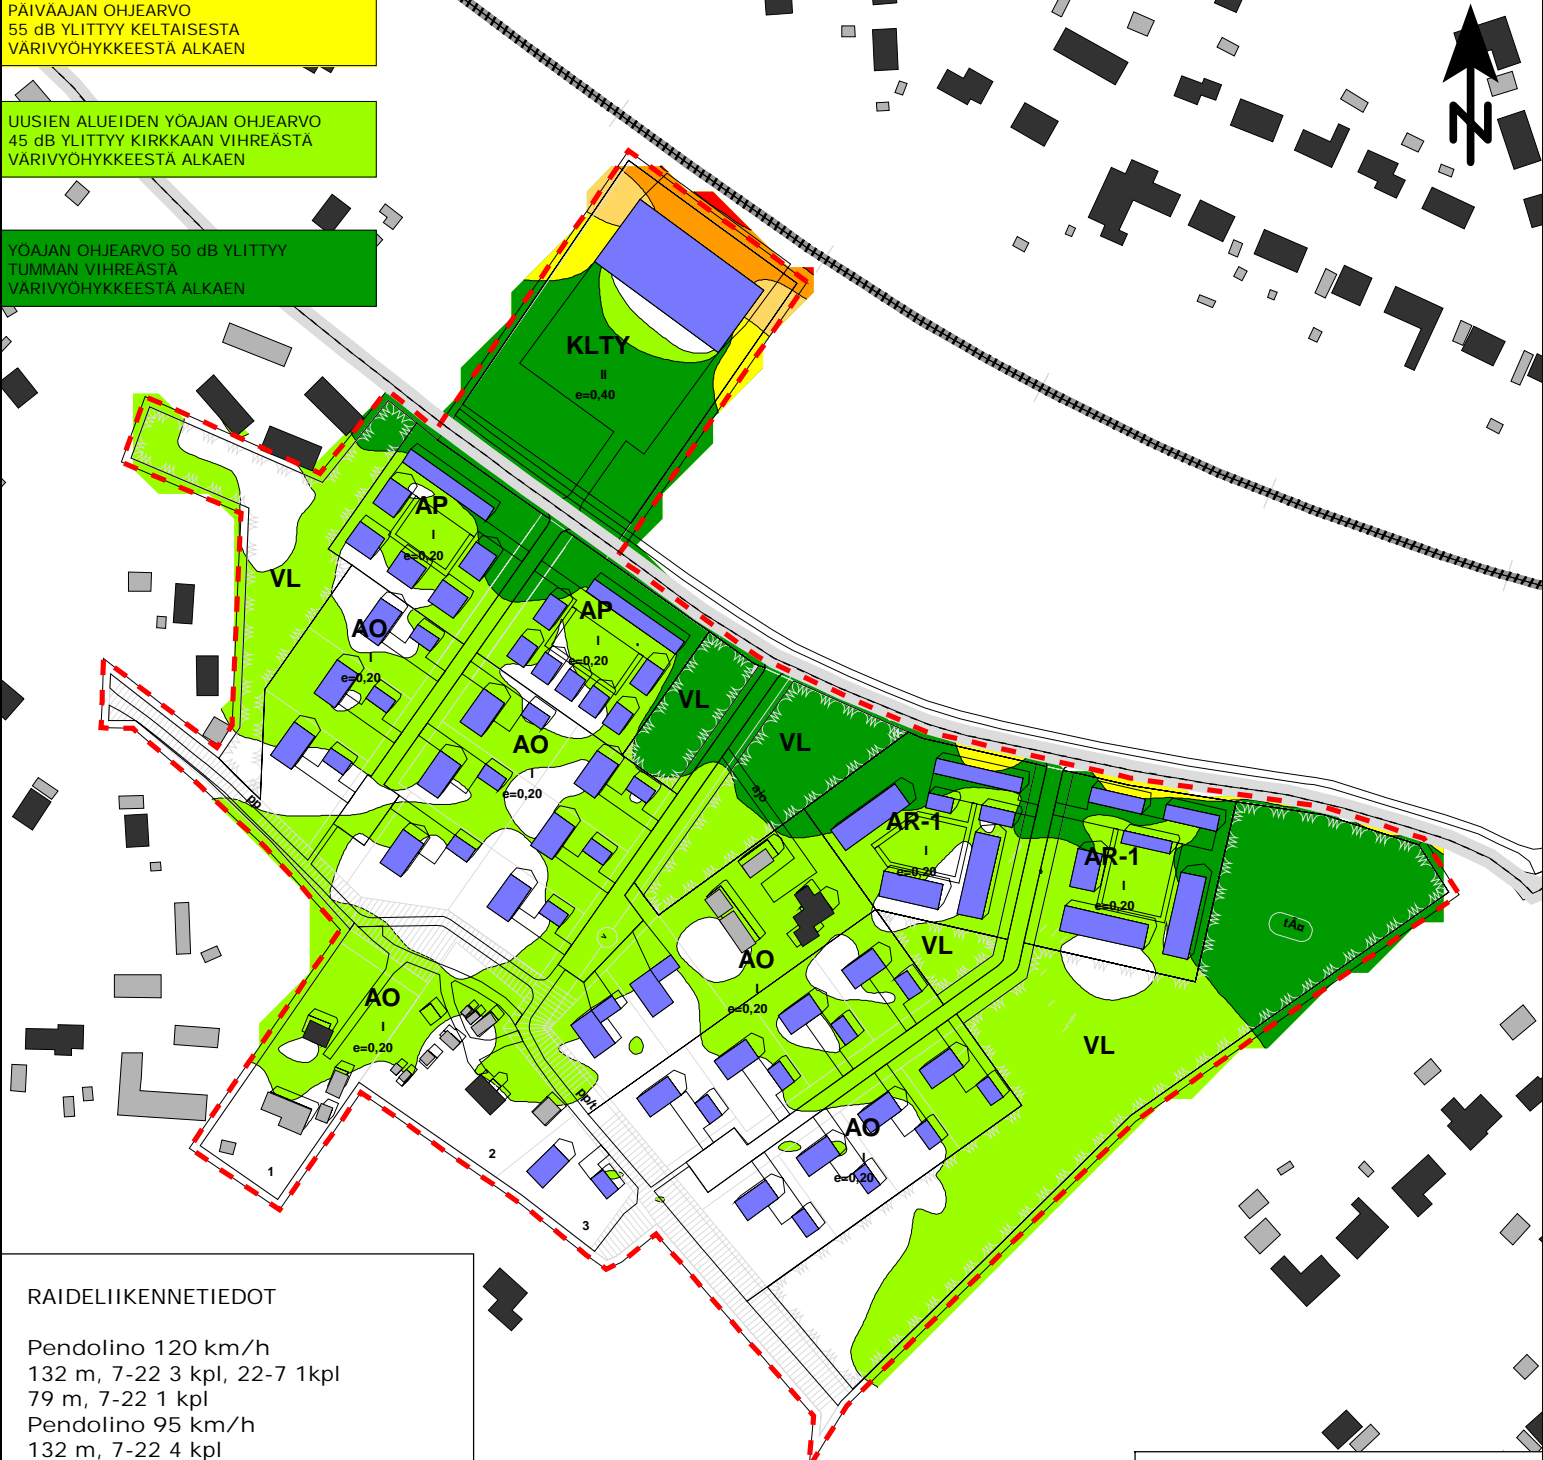 PÄIVÄAJAN OHJEARVO
55 dB YLITTYY KELTAISESTA
VÄRIVYÖHYKKEESTÄ ALKAEN
UUSIEN ALUEIDEN YÖAJAN OHJEARVO
45 dB YLITTYY KIRKKAAN VIHREÄSTÄ
VÄRIVYÖHYKKEESTÄ ALKAEN
YÖAJAN OHJEARVO 50 dB YLITTYY
TUMMAN VIHREÄSTÄ
VÄRIVYÖHYKKEESTÄ ALKAEN
N
KLTY
II
e=0,40
AP
I
e=0,20
VL
AO
I
e=0,20
AP
I
e=0,20
VL
AO
I
e=0,20
VL
ajo
pp
AR-1
I
e=0,20
AR-1
I
e=0,20
VL
AO
I
e=0,20
AO
I
e=0,20
VL
pp/t
AO
I
e=0,20
1
2
3
RAIDELIIKENNETIEDOT
Pendolino 120 km/h
132 m, 7-22 3 kpl, 22-7 1kpl
79 m, 7-22 1 kpl
Pendolino 95 km/h
132 m, 7-22 4 kpl